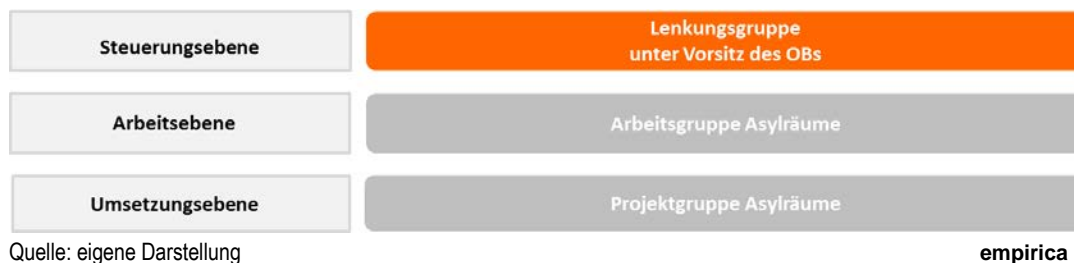 Steuerungsebene
Lenkungsgruppe
unter Vorsitz des OBs
Arbeitsebene
Arbeitsgruppe Asylräume
Umsetzungsebene
Projektgruppe Asylräume
Quelle: eigene Darstellung
empirica